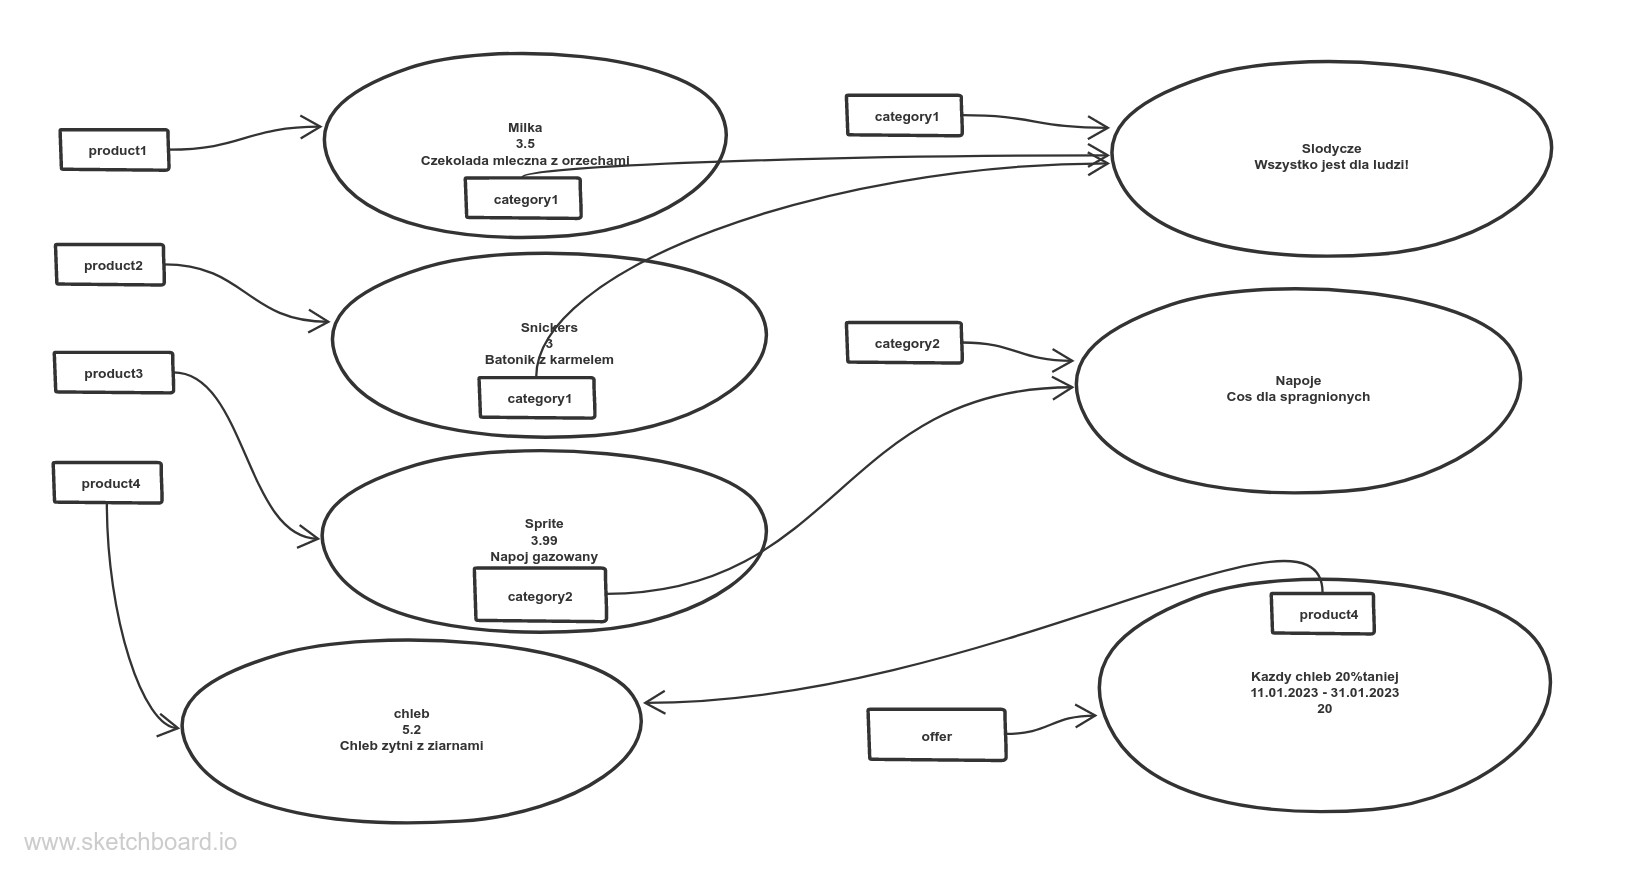 product1
Milka
3.5
Czekolada mleczna z orzechami
category1
category1
Slodycze
Wszystko jest dla ludzi!
product2
Snickers
3
Batonik z karmelem
category1
category2
Napoje
Cos dla spragnionych
product3
product4
Sprite
3.99
Napoj gazowany
category2
product4
Kazdy chleb 20%taniej
11.01.2023 - 31.01.2023
20
offer
chleb
5.2
Chleb zytni z ziarnami
www.sketchboard.io